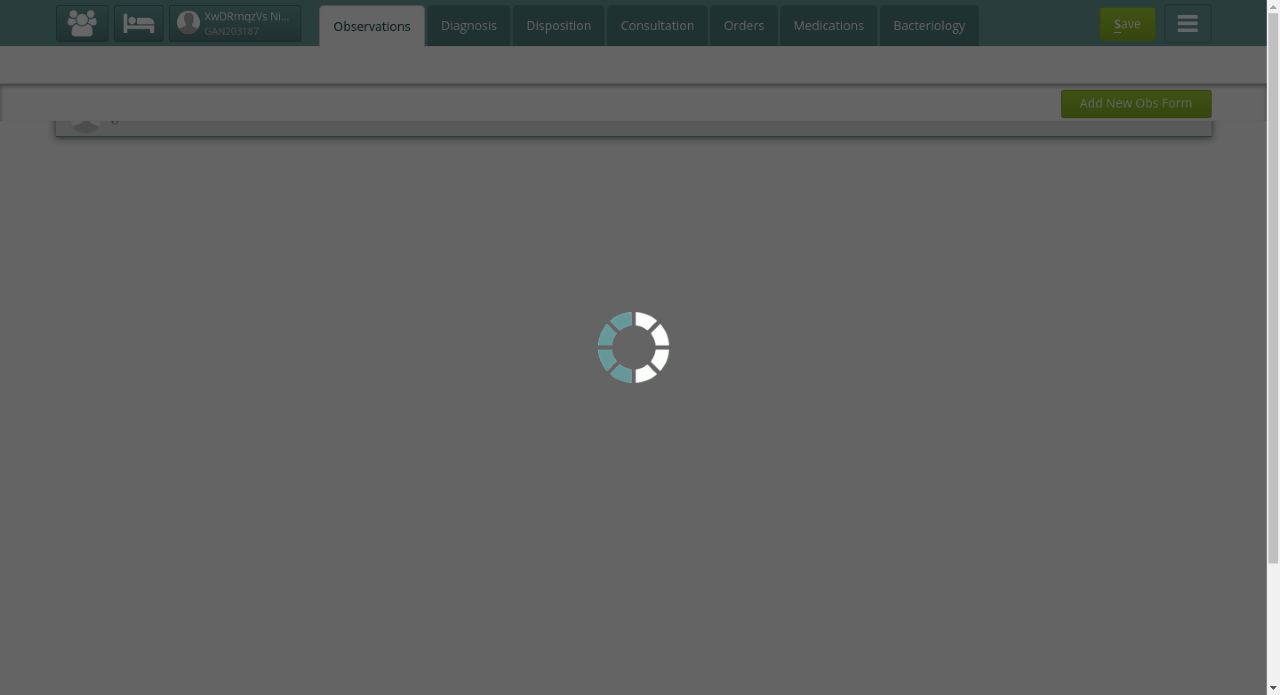 XwDRrnqzVs Ni...
GAN203187
Observations
Diagnosis
Disposition
Consultation
Orders
Medications
Bacteriology
Save
Add New Obs Form